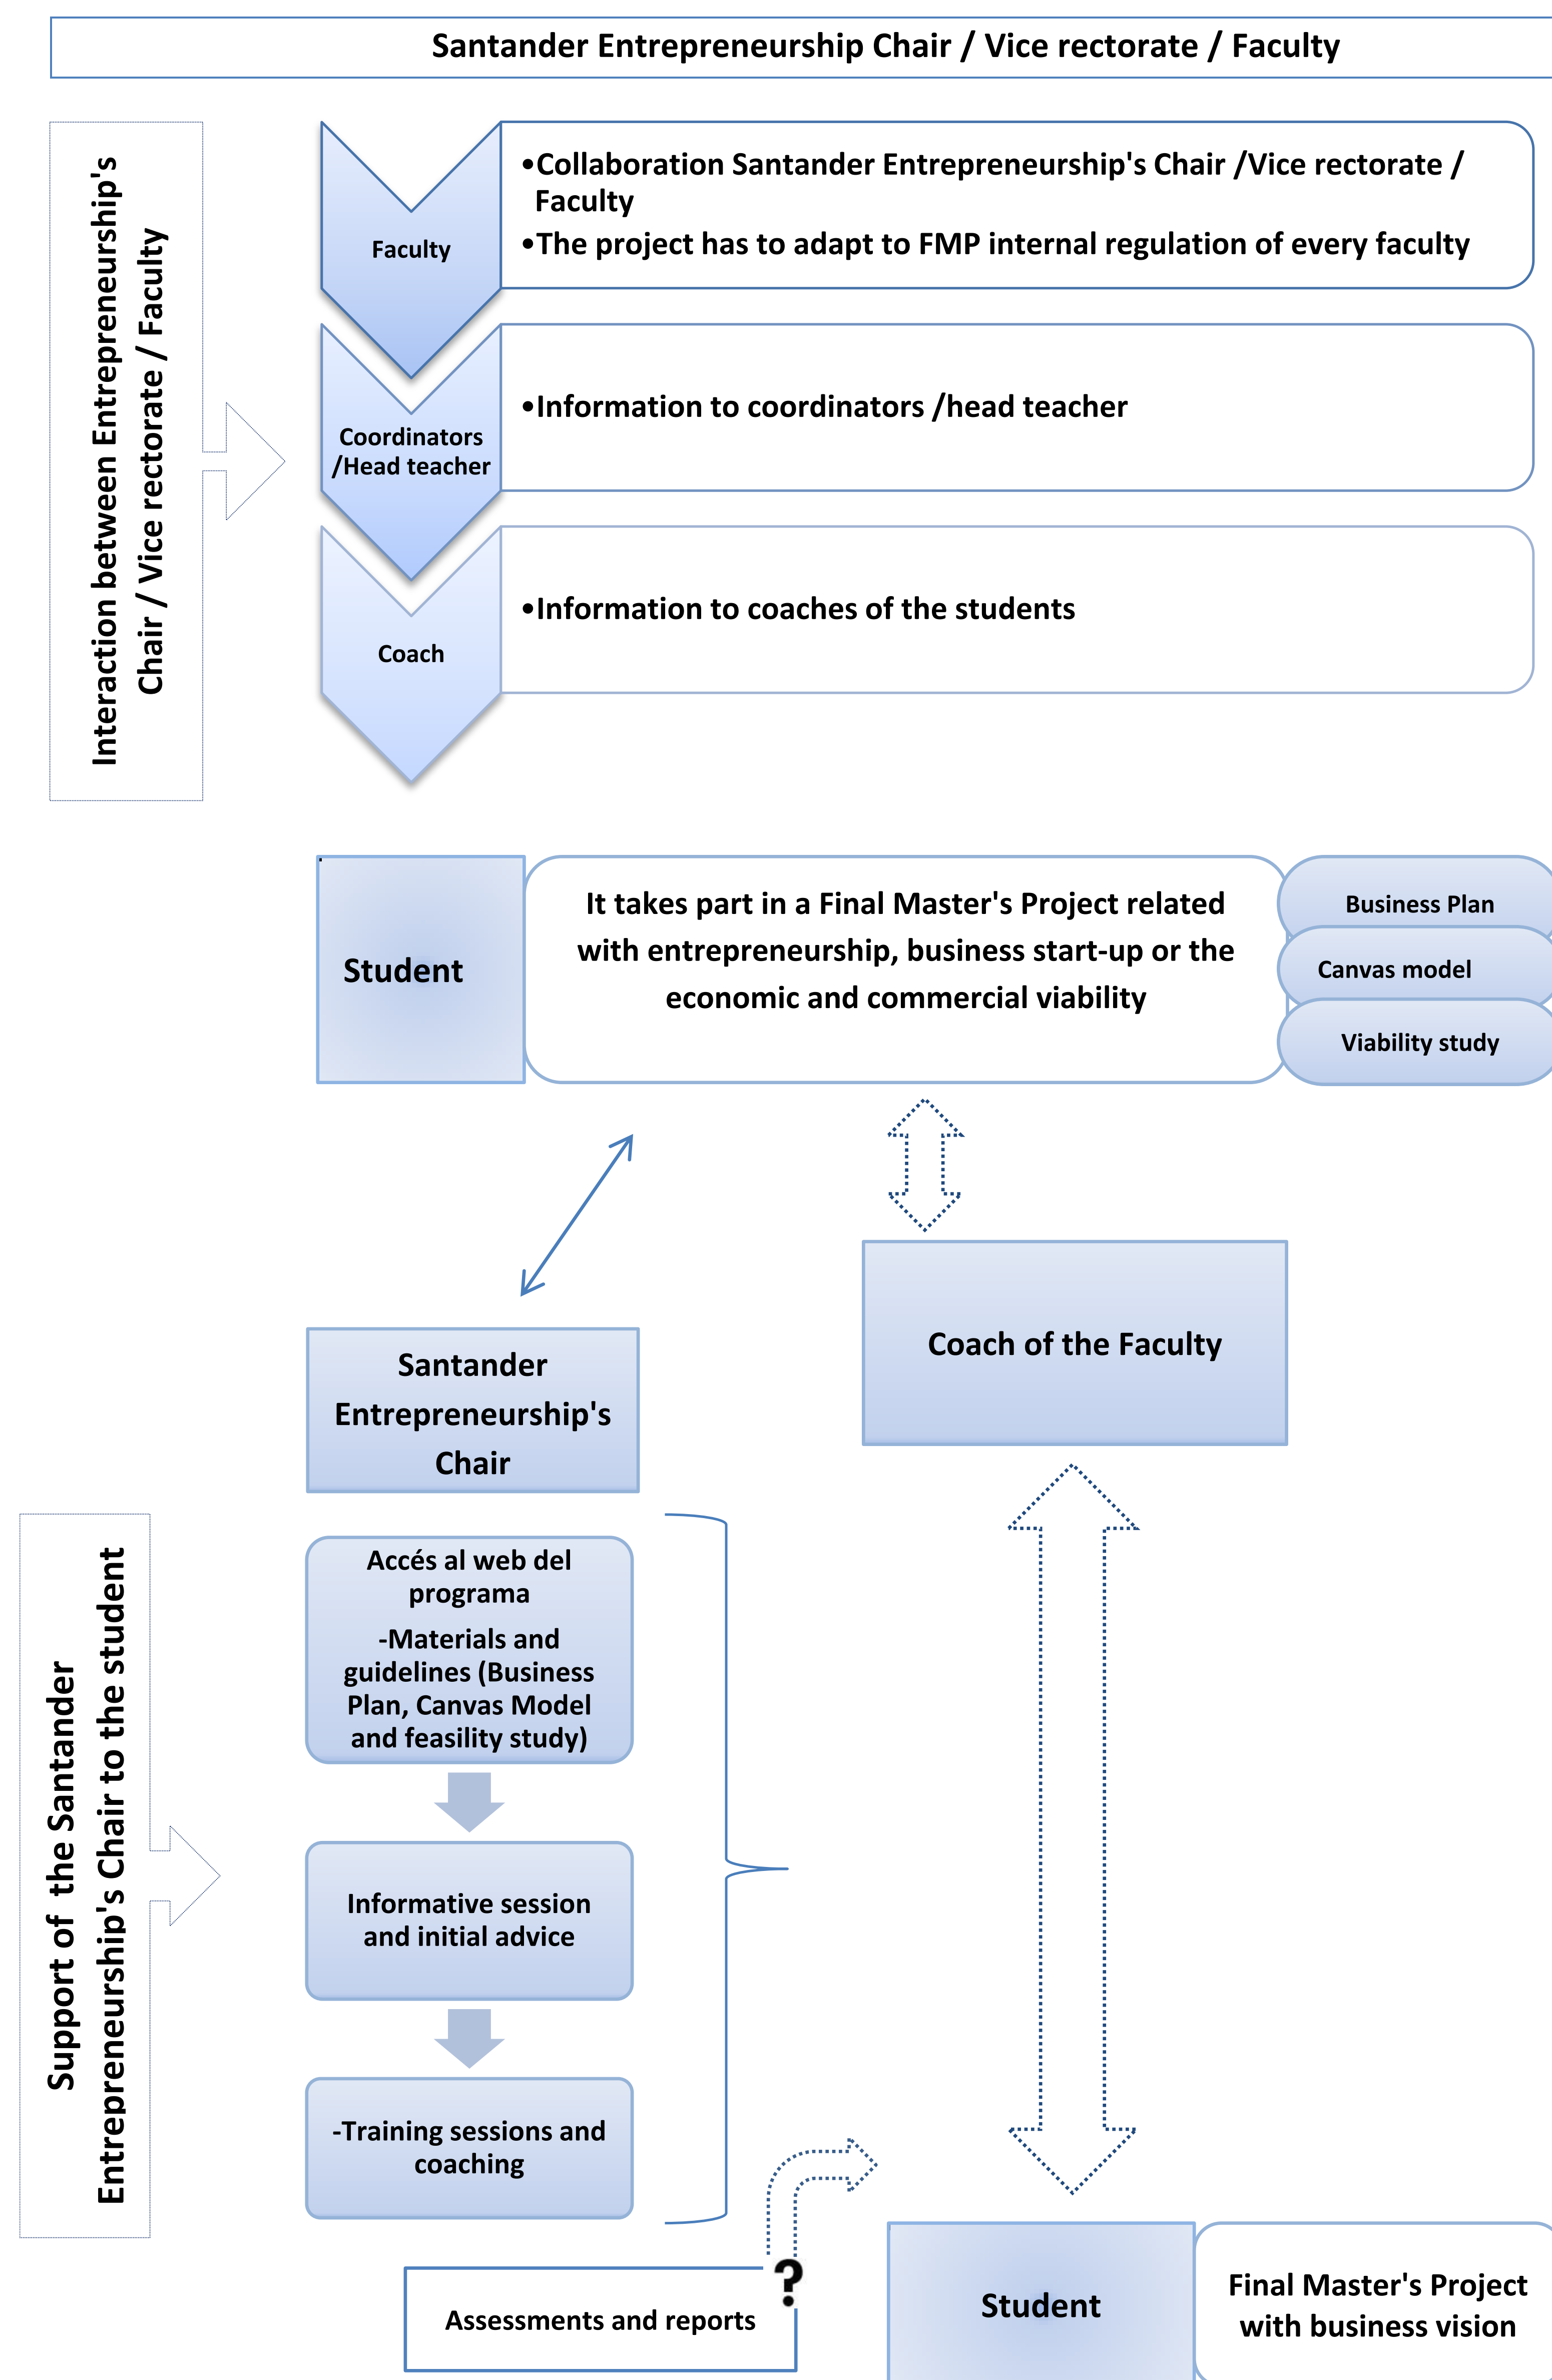 Santander Entrepreneurship Chair / Vice rectorate / Faculty
Interaction between Entrepreneurship's
Chair / Vice rectorate / Faculty
Faculty
•Collaboration Santander Entrepreneurship's Chair /Vice rectorate /
Faculty
•The project has to adapt to FMP internal regulation of every faculty
Coordinators
/Head teacher
•Information to coordinators /head teacher
Coach
•Information to coaches of the students
Student
It takes part in a Final Master's Project related
with entrepreneurship, business start-up or the
economic and commercial viability
Business Plan
Canvas model
Viability study
Coach of the Faculty
Santander
Entrepreneurship's
Chair
Support of the Santander
Entrepreneurship's Chair to the student
Accés al web del
programa
-Materials and
guidelines (Business
Plan, Canvas Model
and feasility study)
Informative session
and initial advice
-Training sessions and
coaching
?
Assessments and reports
Student
Final Master's Project
with business vision